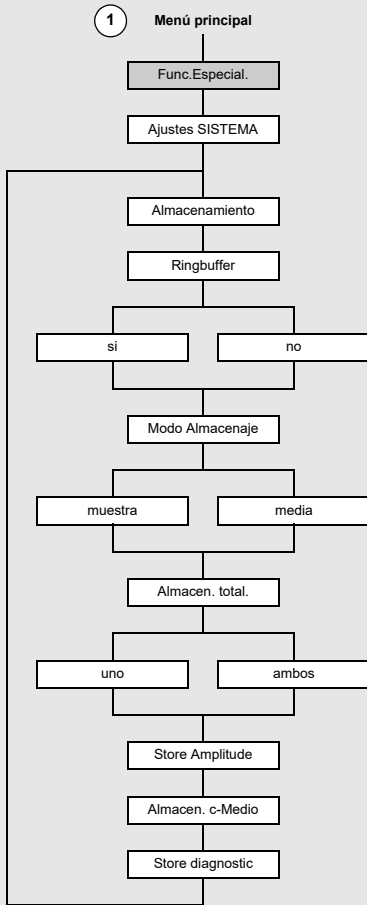 1 Menú principal
Func.Especial.
Ajustes SISTEMA
Almacenamiento
Ringbuffer
si no
Modo Almacenaje
muestra media
Almacen. total.
uno ambos
Store Amplitude
Almacen. c-Medio
Store diagnostic